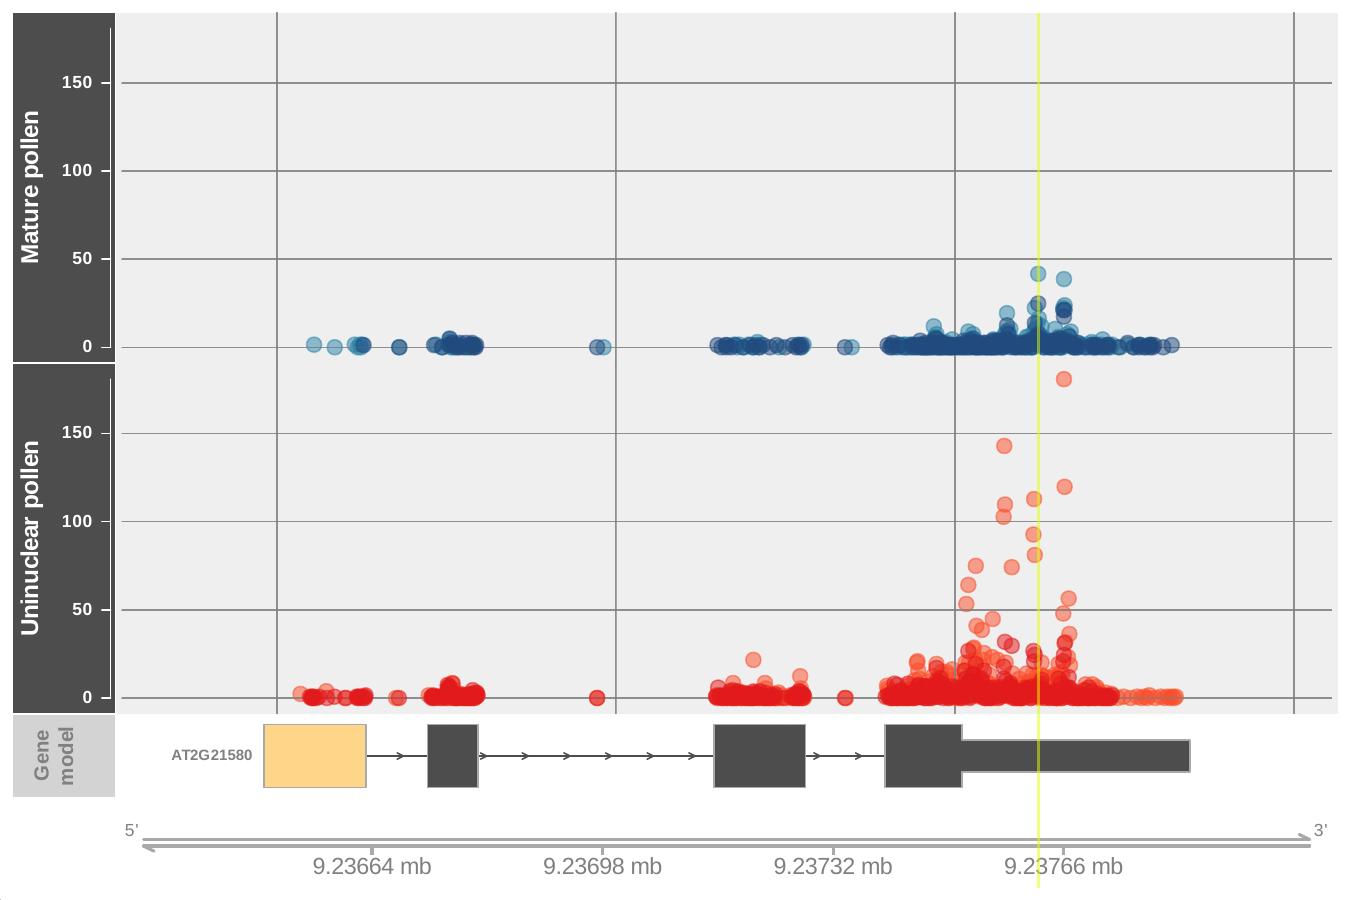 Mature pollen
150
100
50
0
Uninuclear pollen
150
100
50
0
Gene
model
AT2G21580
5'
3'
9.23664 mb
9.23698 mb
9.23732 mb
9.23766 mb